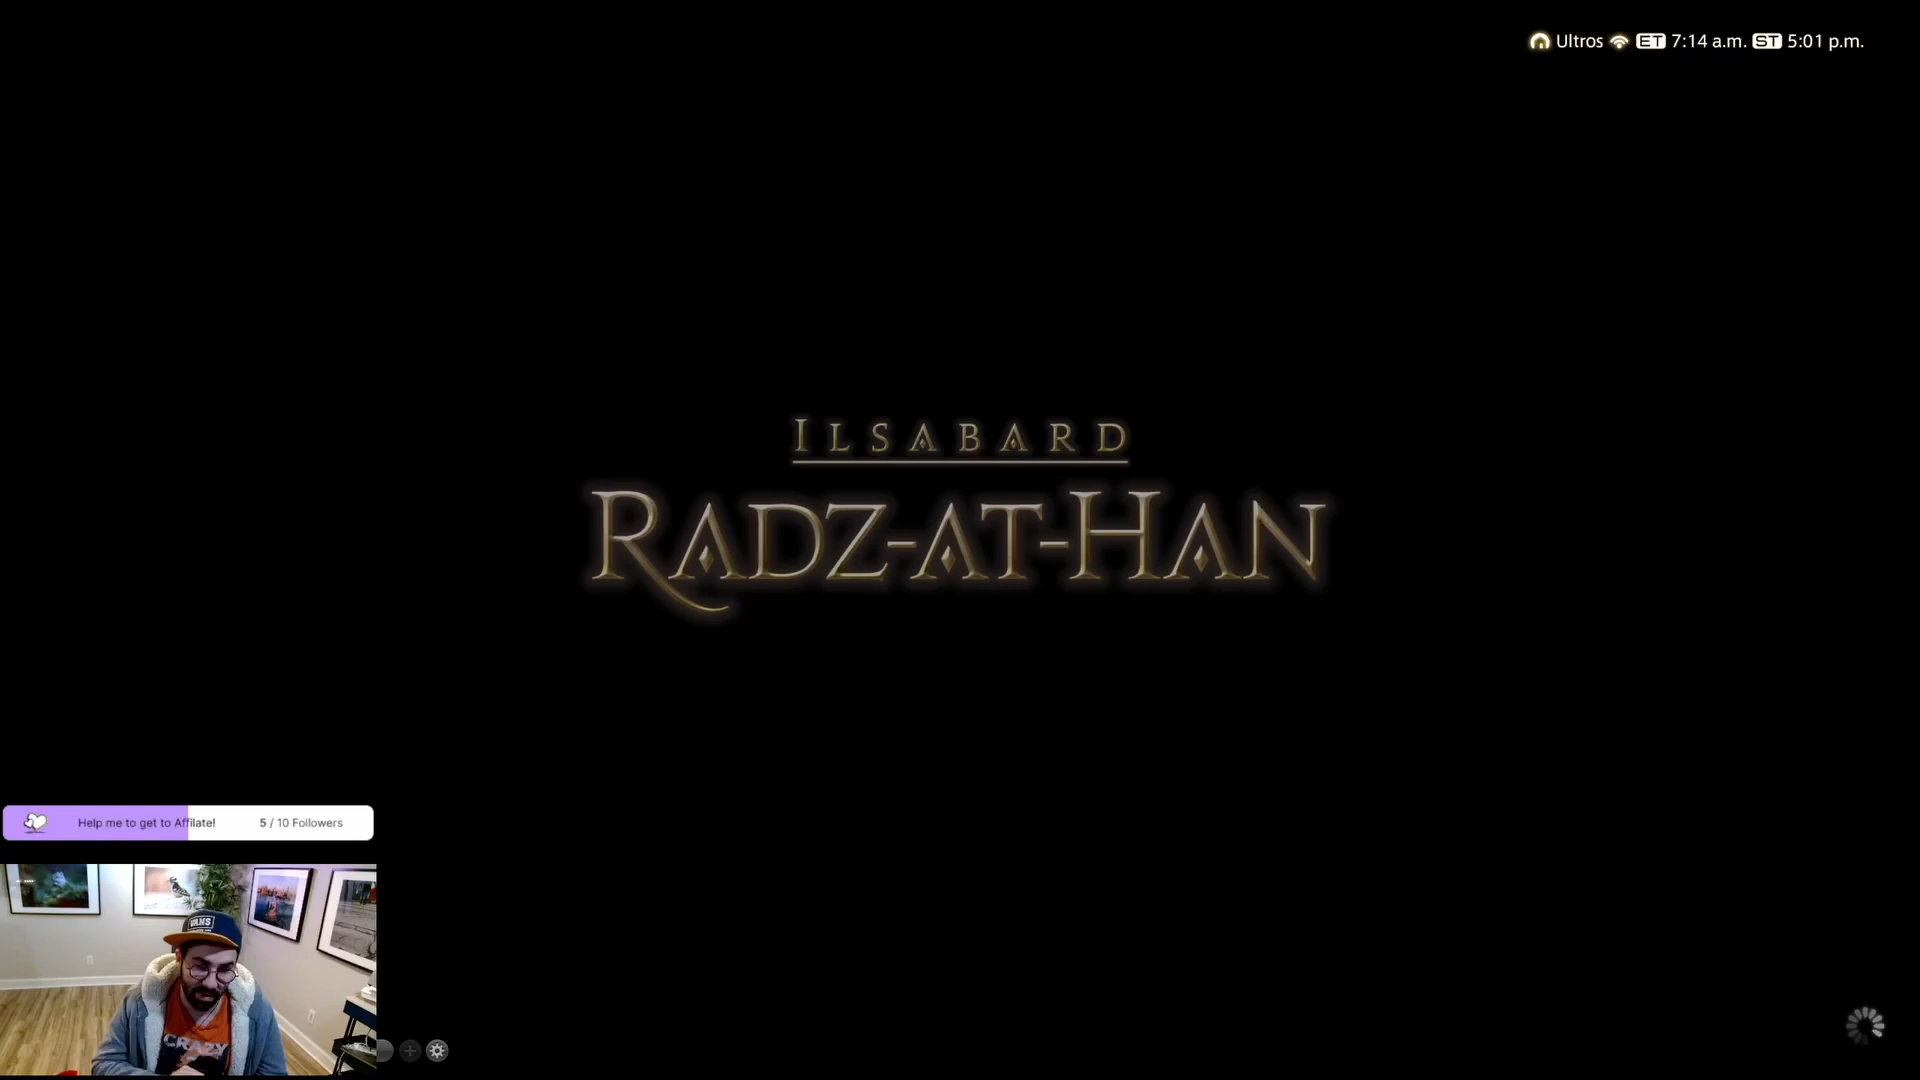 Ultros ET 7:14 a.m. ST 5:01 p.m.
ILSABARD
RADZ-AT-HAN
Help me to get to Affilate! 5 / 10 Followers
VANS
CRAZY